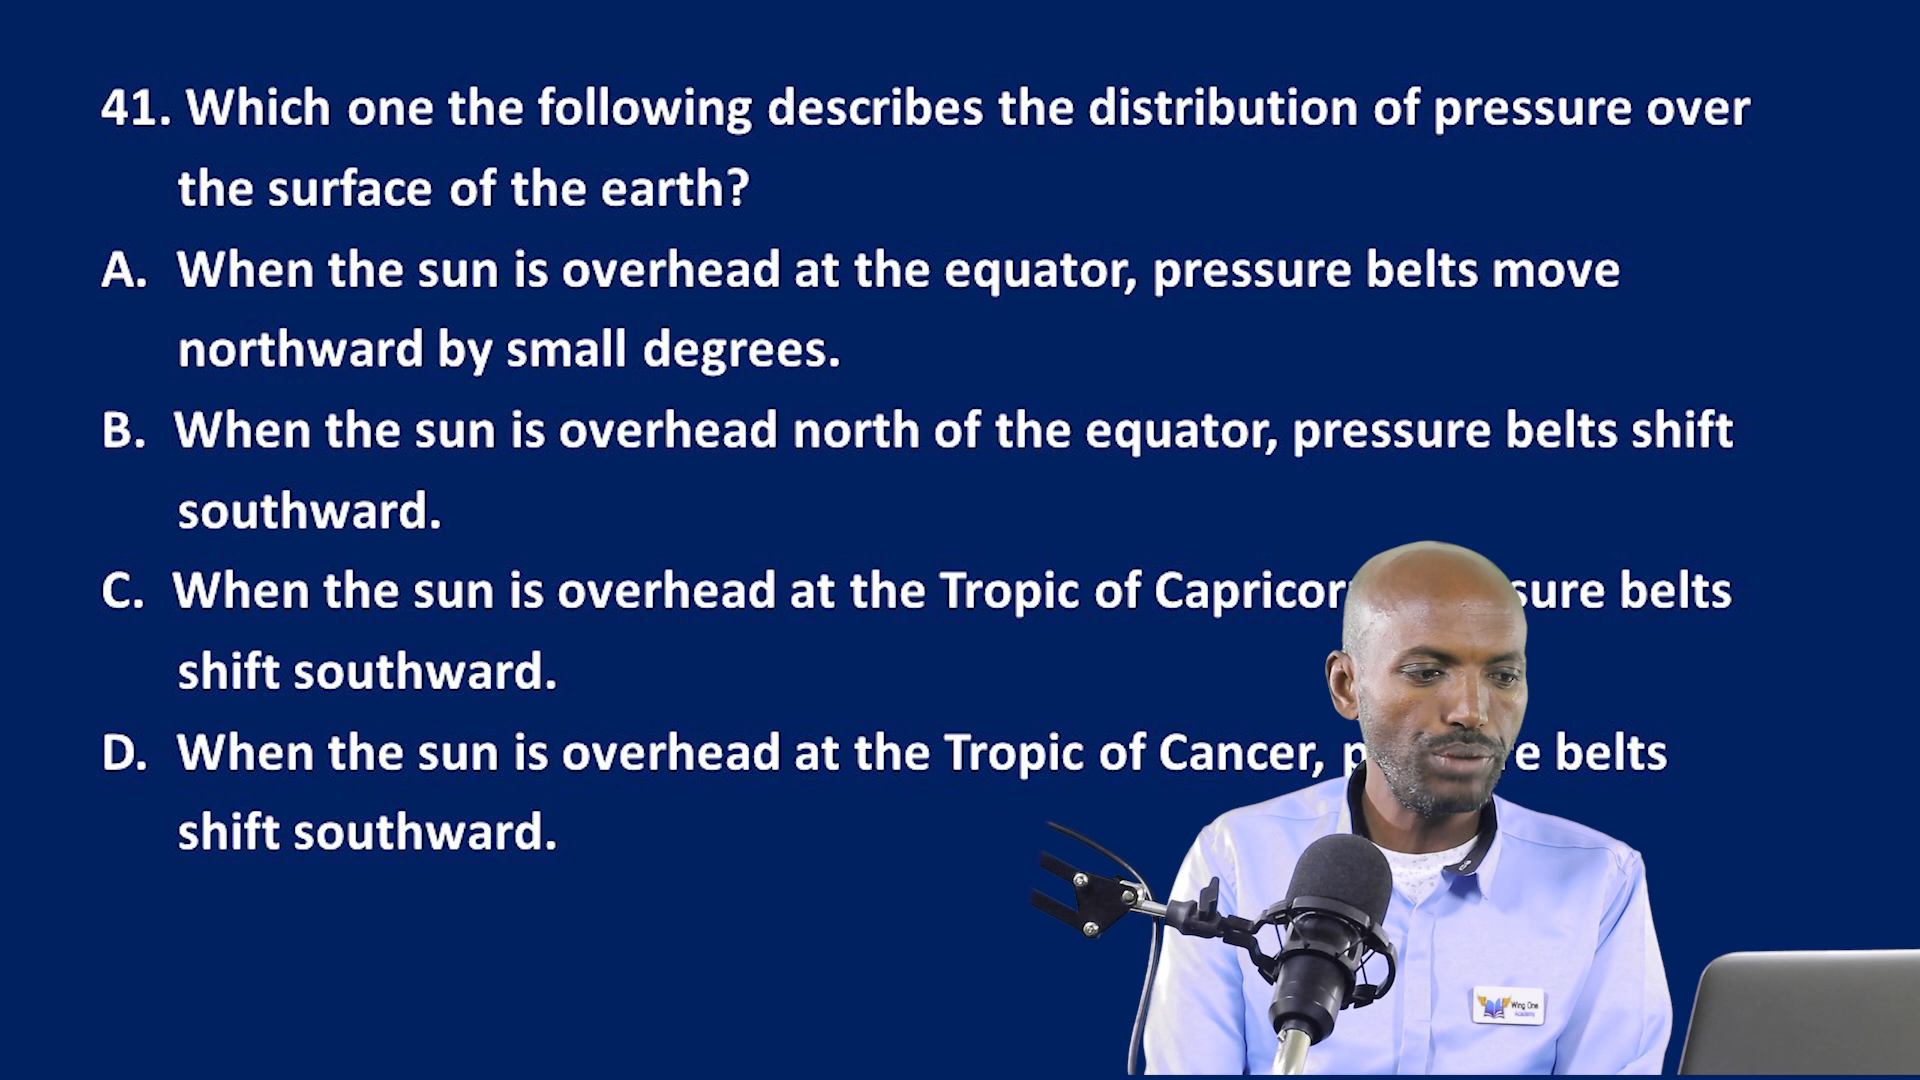 41. Which one the following describes the distribution of pressure over
the surface of the earth?
A. When the sun is overhead at the equator, pressure belts move
northward by small degrees.
B. When the sun is overhead north of the equator, pressure belts shift
southward.
C. When the sun is overhead at the Tropic of belts
shift southward.
D. When the sun is overhead at the Tropic of Cancer, belts
shift southward.
Wing One
Academy